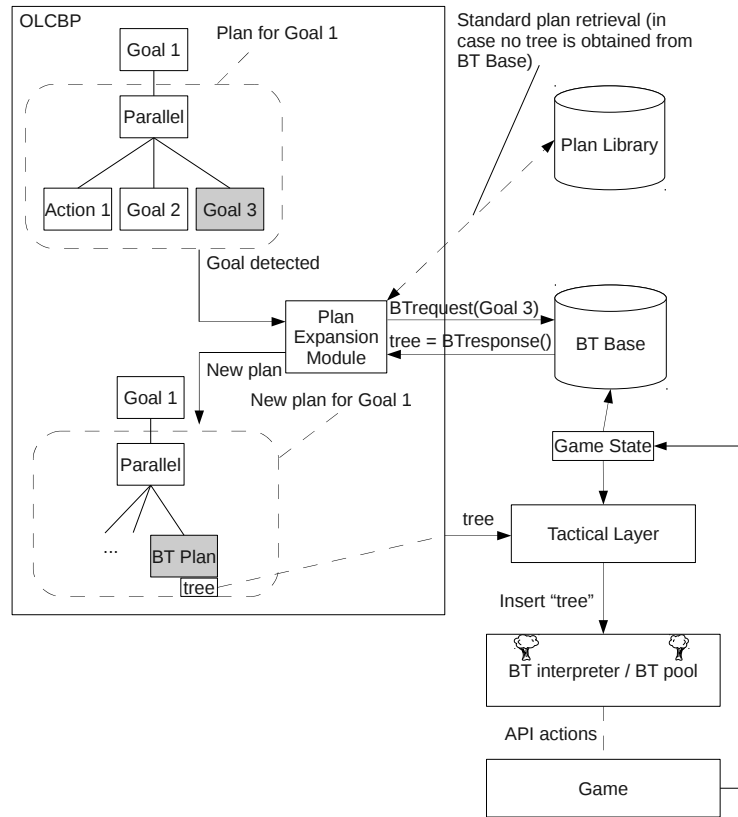 OLCBP
Standard plan retrieval (in
case no tree is obtained from
BT Base)
Goal 1
Plan for Goal 1
Parallel
Plan Library
Action 1
Goal 2
Goal 3
Goal detected
Plan
Expansion
Module
BTrequest(Goal 3)
tree = BTresponse()
BT Base
New plan
Goal 1
New plan for Goal 1
Game State
Parallel
tree
Tactical Layer
...
BT Plan
tree
Insert “tree”
BT interpreter / BT pool
API actions
Game